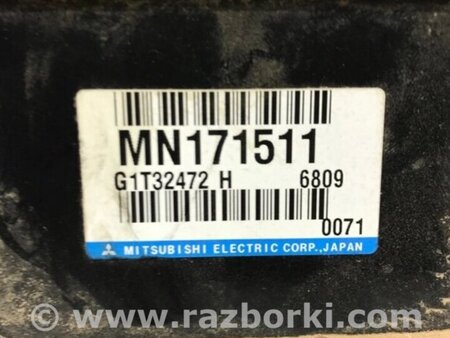 MN171511
G1T32472 H 6809
0071
MITSUBISHI ELECTRIC CORP.,JAPAN
© www.razborki.com/